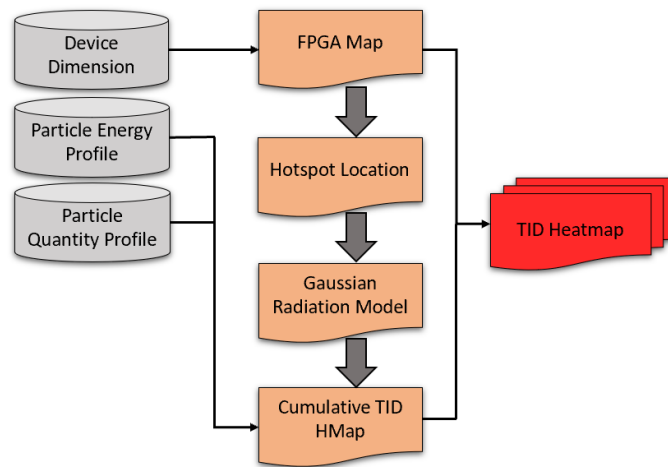 Device
Dimension
FPGA Map
Particle Energy
Profile
Hotspot Location
Particle
Quantity Profile
TID Heatmap
Gaussian
Radiation Model
Cumulative TID
HMap